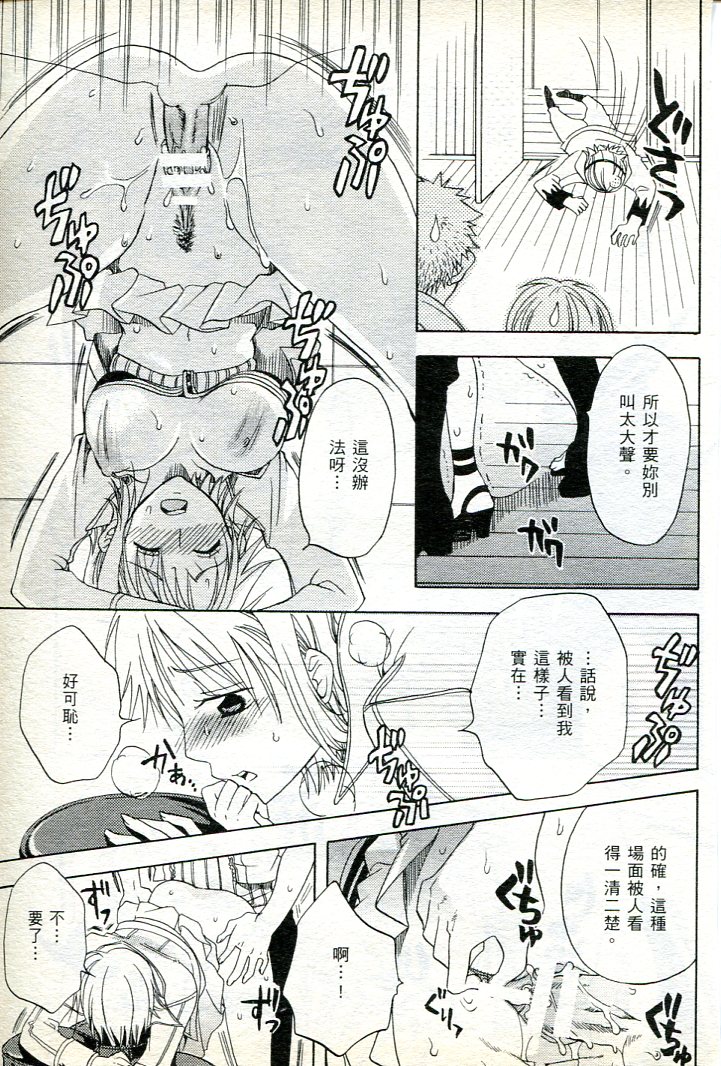 どさっ
所以才要妳別
叫太大聲。
ガク
ガク
ぢゅぷ
ぢゅぷ
ぢゅぷ
這沒辦
法呀…
…話說，
被人看到我
這樣子…
實在…
ぢゅぷ
ぢゅぷ
好可恥…
かぁ…
的確，這種
場面被人看
得一清二楚。
ぐちゅ
ぐちゅ
ぐいっ
啊…！
ずっ
ずっ
不…
要了…